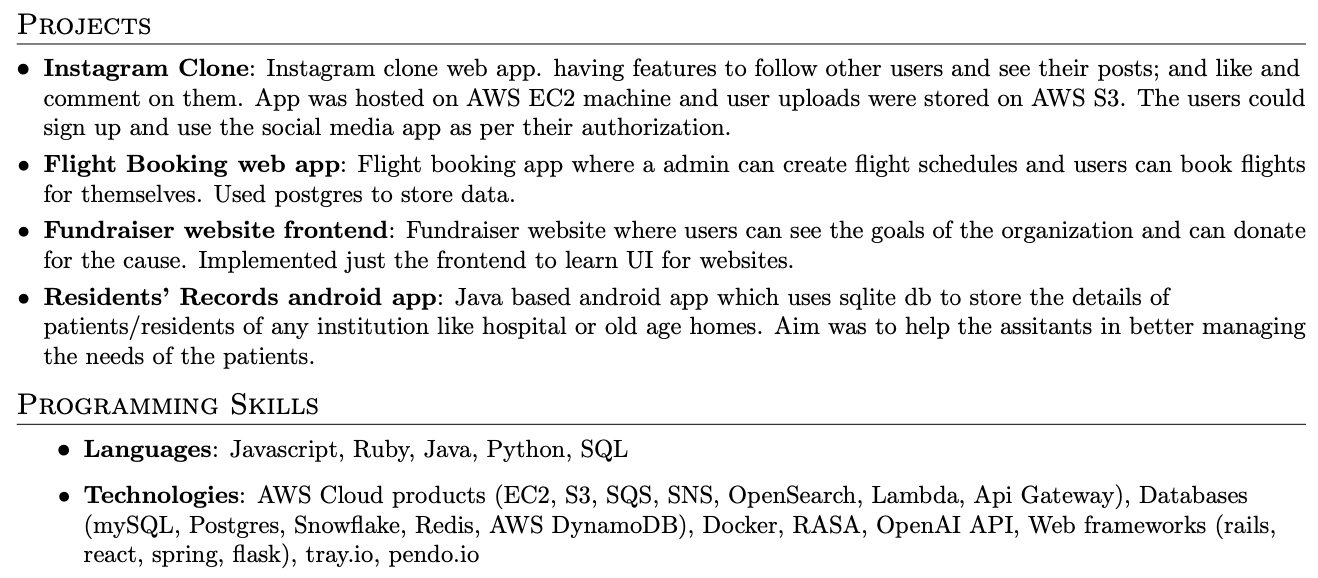 PROJECTS
• Instagram Clone: Instagram clone web app. having features to follow other users and see their posts; and like and
comment on them. App was hosted on AWS EC2 machine and user uploads were stored on AWS S3. The users could
sign up and use the social media app as per their authorization.
• Flight Booking web app: Flight booking app where a admin can create flight schedules and users can book flights
for themselves. Used postgres to store data.
• Fundraiser website frontend: Fundraiser website where users can see the goals of the organization and can donate
for the cause. Implemented just the frontend to learn UI for websites.
• Residents' Records android app: Java based android app which uses sqlite db to store the details of
patients/residents of any institution like hospital or old age homes. Aim was to help the assitants in better managing
the needs of the patients.
PROGRAMMING SKILLS
• Languages: Javascript, Ruby, Java, Python, SQL
• Technologies: AWS Cloud products (EC2, S3, SQS, SNS, OpenSearch, Lambda, Api Gateway), Databases
(mySQL, Postgres, Snowflake, Redis, AWS DynamoDB), Docker, RASA, OpenAI API, Web frameworks (rails,
react, spring, flask), tray.io, pendo.io